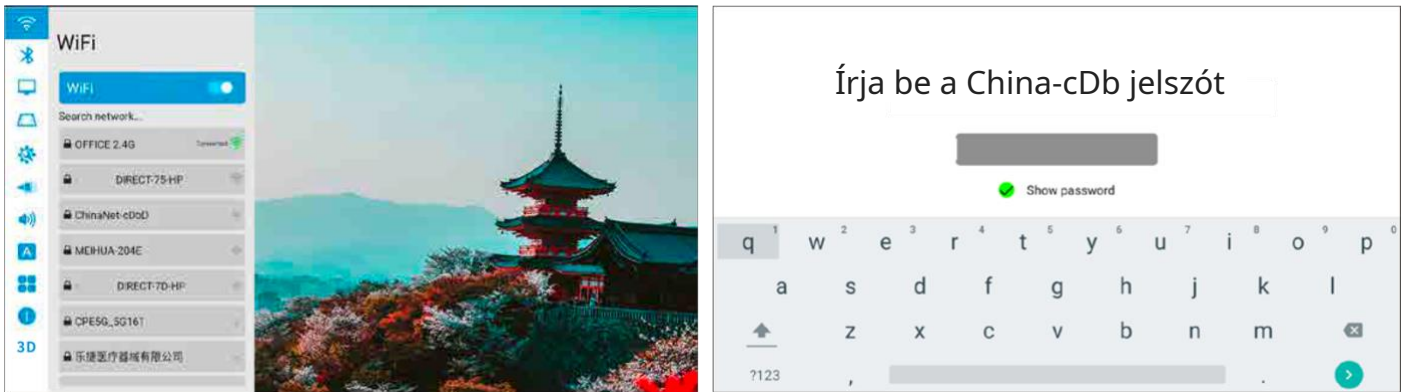 WiFi
WiFi
Search network...
OFFICE 2.4G
DIRECT-75-HP
ChinaNet-cDbD
MEIHUA-204E
DIRECT-7D-HP
CPE5G_5G161
乐捷医疗器械有限公司
A
3D
Írja be a China-cDb jelszót
Show password
q 1 w 2 e 3 r 4 t 5 y 6 u 7 i 8 o 9 p 0
a s d f g h j k l
z x c v b n m
?123 , .